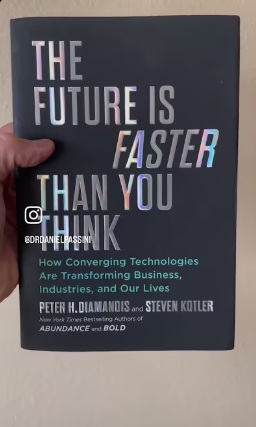 THE
FUTURE IS
FASTER
THAN YOU
THINK
@DRDANIELPASSINI
How Converging Technologies
Are Transforming Business,
Industries, and Our Lives
PETER H. DIAMANDIS and STEVEN KOTLER
New York Times Bestselling Authors of
ABUNDANCE and BOLD